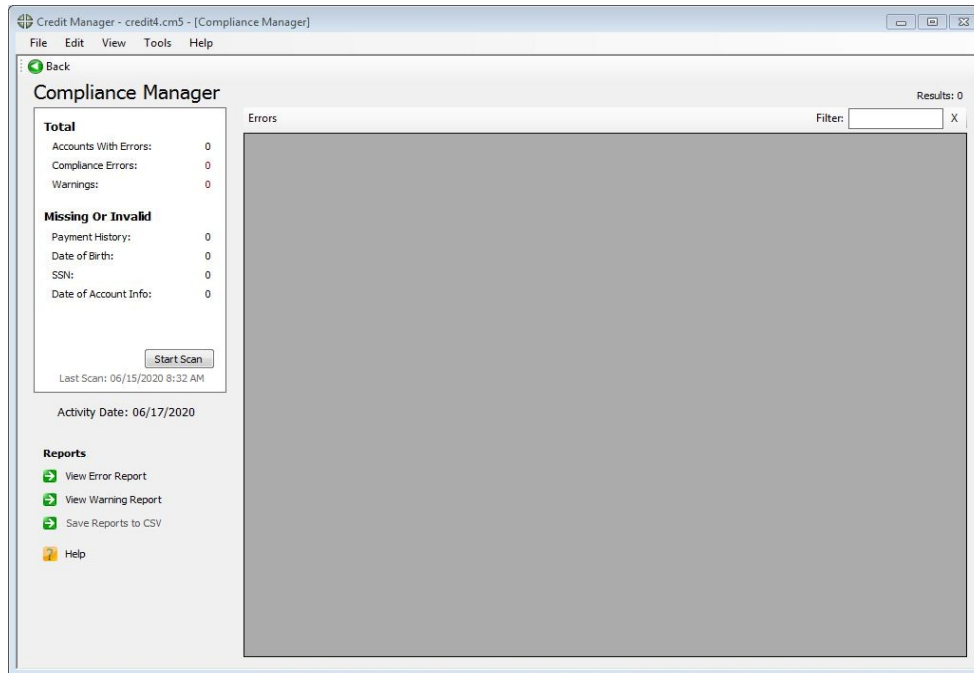 Credit Manager - credit4.cm5 - [Compliance Manager]
File Edit View Tools Help
Back
Compliance Manager
Results: 0
Total
Accounts With Errors: 0
Compliance Errors: 0
Warnings: 0
Missing Or Invalid
Payment History: 0
Date of Birth: 0
SSN: 0
Date of Account Info: 0
Start Scan
Last Scan: 06/15/2020 8:32 AM
Activity Date: 06/17/2020
Reports
View Error Report
View Warning Report
Save Reports to CSV
? Help
Errors Filter: X